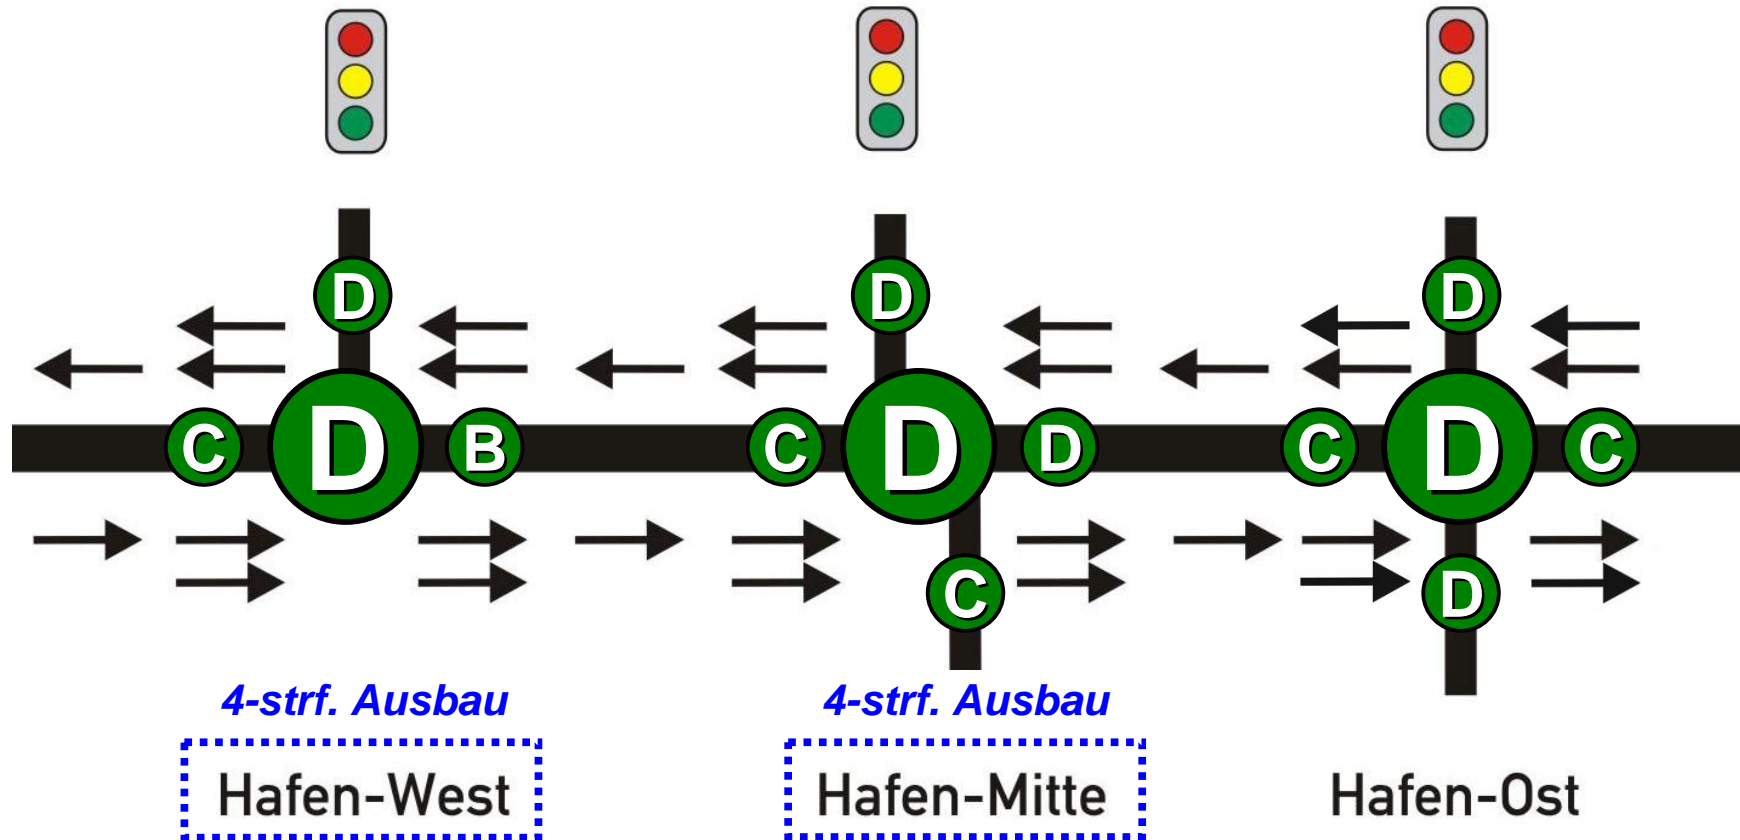 D D D
C D B C D D C D C
C D
4-strf. Ausbau 4-strf. Ausbau
Hafen-West Hafen-Mitte Hafen-Ost